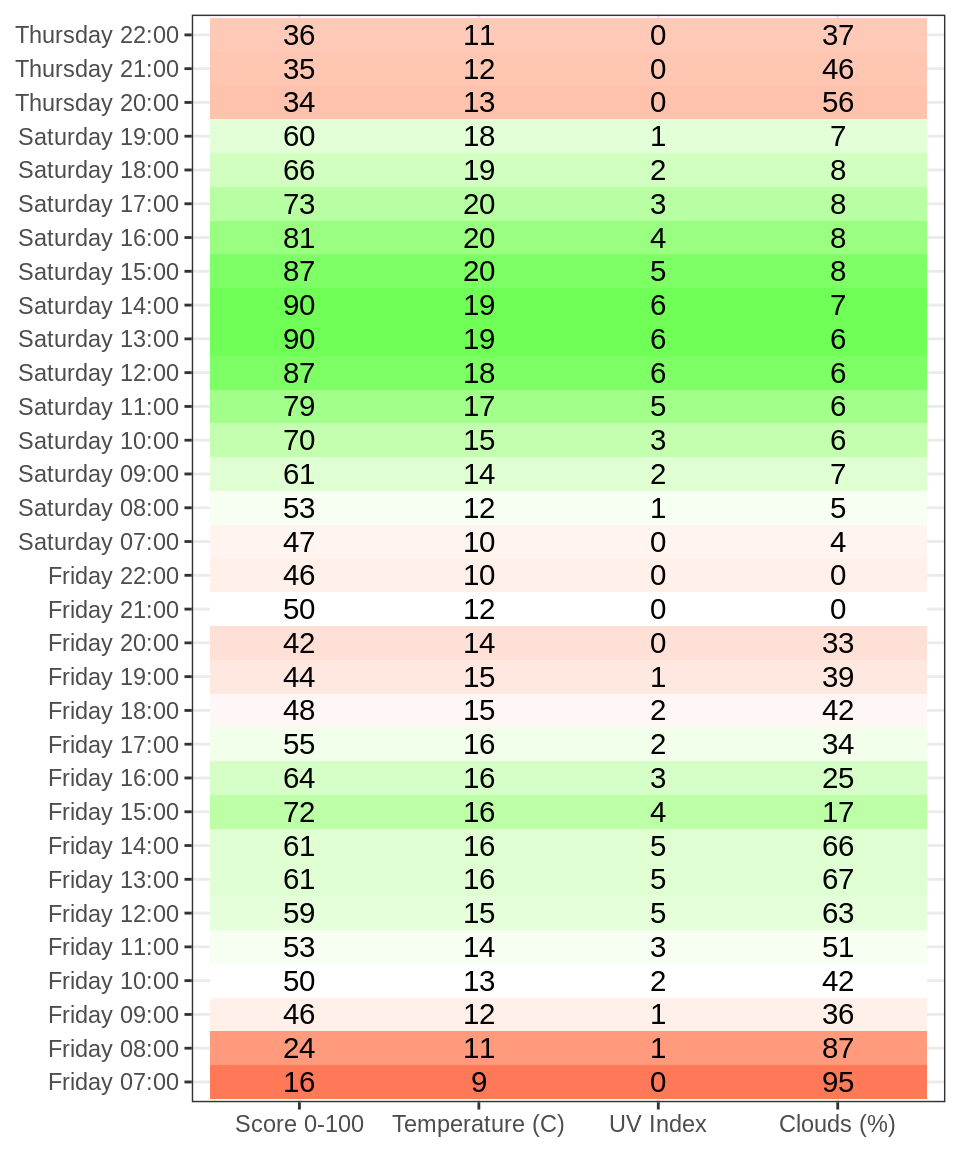 Thursday 22:00 36 11 0 37
Thursday 21:00 35 12 0 46
Thursday 20:00 34 13 0 56
Saturday 19:00 60 18 1 7
Saturday 18:00 66 19 2 8
Saturday 17:00 73 20 3 8
Saturday 16:00 81 20 4 8
Saturday 15:00 87 20 5 8
Saturday 14:00 90 19 6 7
Saturday 13:00 90 19 6 6
Saturday 12:00 87 18 6 6
Saturday 11:00 79 17 5 6
Saturday 10:00 70 15 3 6
Saturday 09:00 61 14 2 7
Saturday 08:00 53 12 1 5
Saturday 07:00 47 10 0 4
Friday 22:00 46 10 0 0
Friday 21:00 50 12 0 0
Friday 20:00 42 14 0 33
Friday 19:00 44 15 1 39
Friday 18:00 48 15 2 42
Friday 17:00 55 16 2 34
Friday 16:00 64 16 3 25
Friday 15:00 72 16 4 17
Friday 14:00 61 16 5 66
Friday 13:00 61 16 5 67
Friday 12:00 59 15 5 63
Friday 11:00 53 14 3 51
Friday 10:00 50 13 2 42
Friday 09:00 46 12 1 36
Friday 08:00 24 11 1 87
Friday 07:00 16 9 0 95
Score 0-100 Temperature (C) UV Index Clouds (%)